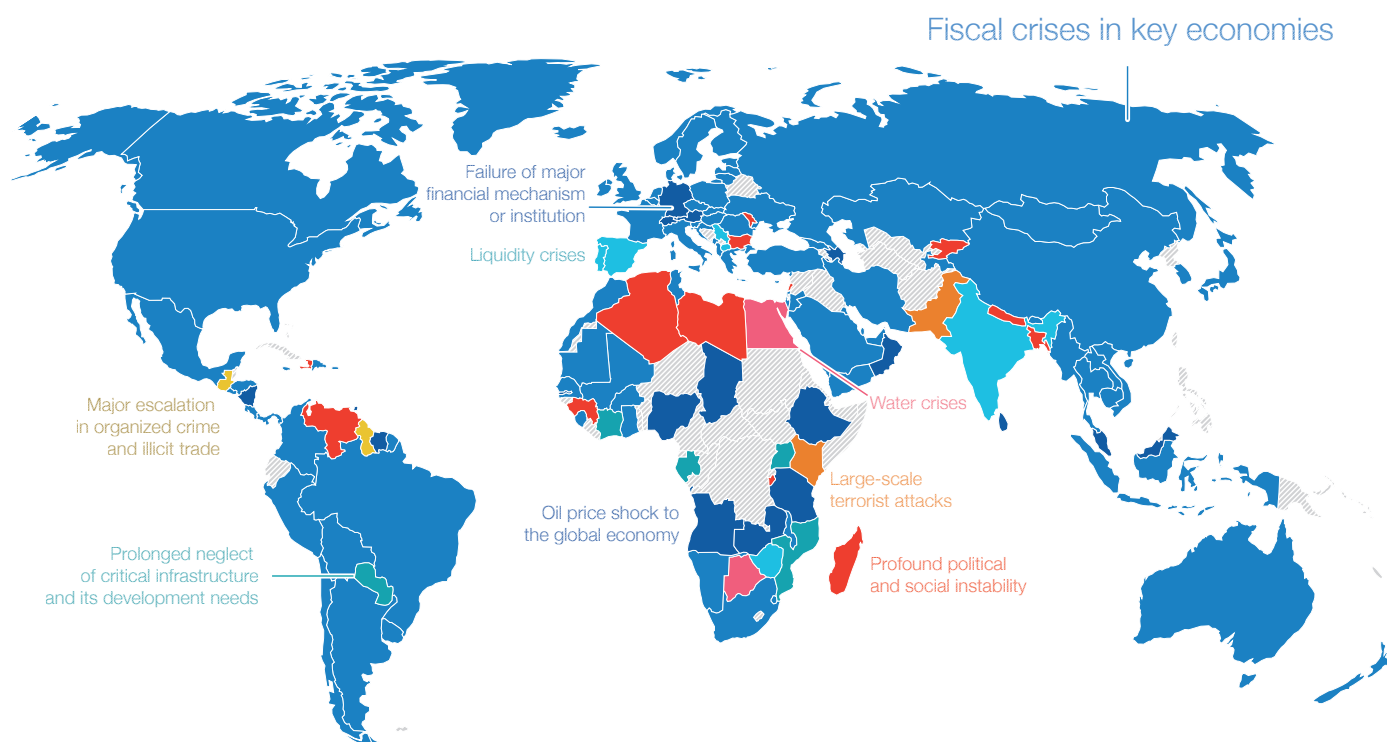 Fiscal crises in key economies
Failure of major
financial mechanism
or institution
Liquidity crises
Major escalation
in organized crime
and illicit trade
Water crises
Large-scale
terrorist attacks
Oil price shock to
the global economy
Prolonged neglect
of critical infrastructure
and its development needs
Profound political
and social instability